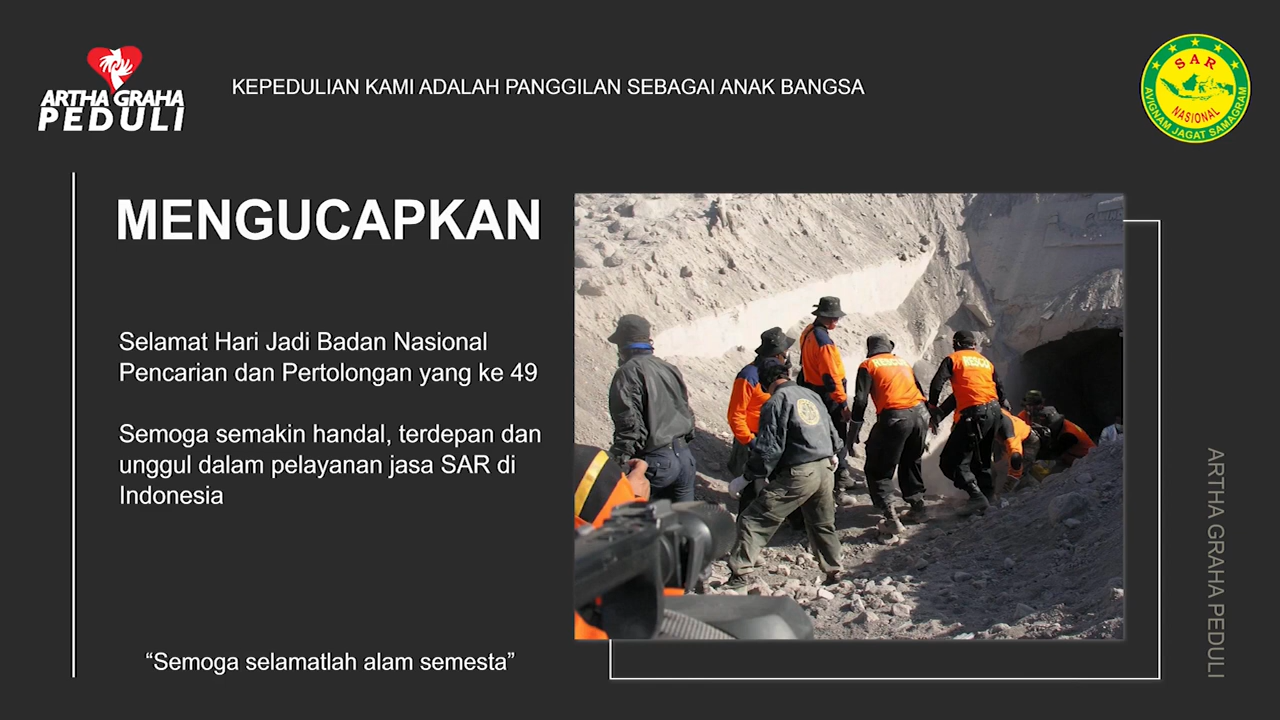 ARTHA GRAHA
PEDULI
KEPEDULIAN KAMI ADALAH PANGGILAN SEBAGAI ANAK BANGSA
SAR
NASIONAL
AVIGNAM JAGAT SAMAGRAM
MENGUCAPKAN
Selamat Hari Jadi Badan Nasional
Pencarian dan Pertolongan yang ke 49
Semoga semakin handal, terdepan dan
unggul dalam pelayanan jasa SAR di
Indonesia
RESCUE
RESCU
“Semoga selamatlah alam semesta”
ARTHA GRAHA PEDULI